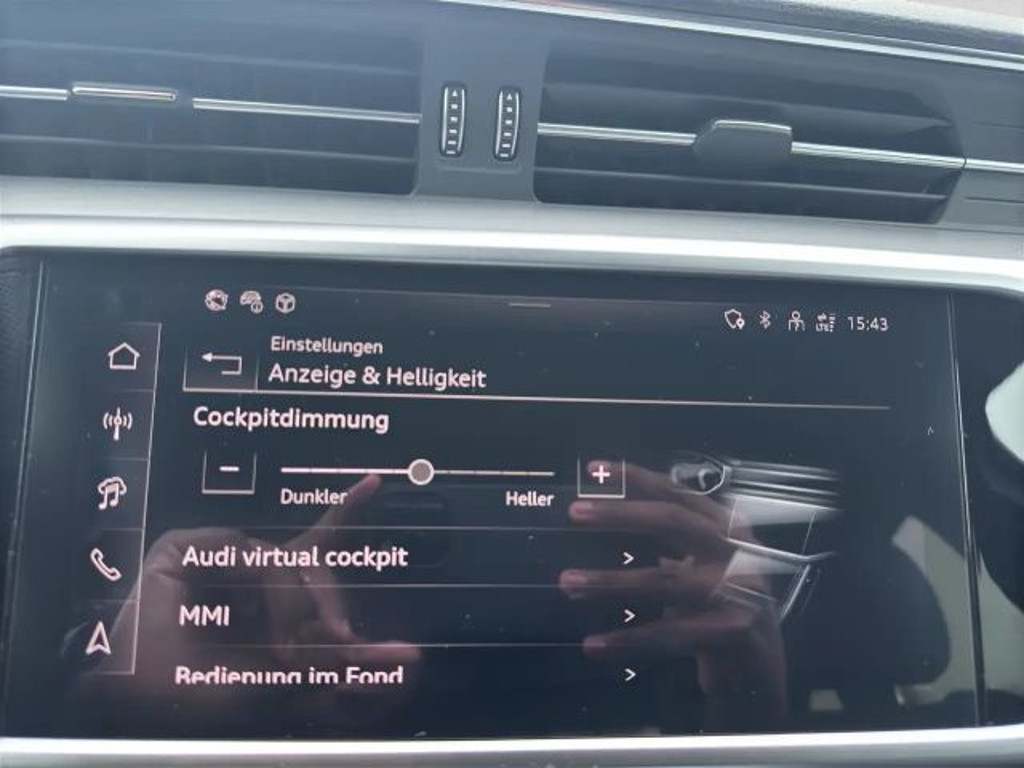 15:43
Einstellungen
Anzeige & Helligkeit
Cockpitdimmung
− +
Dunkler Heller
Audi virtual cockpit >
MMI >
Bedienung im Fond >